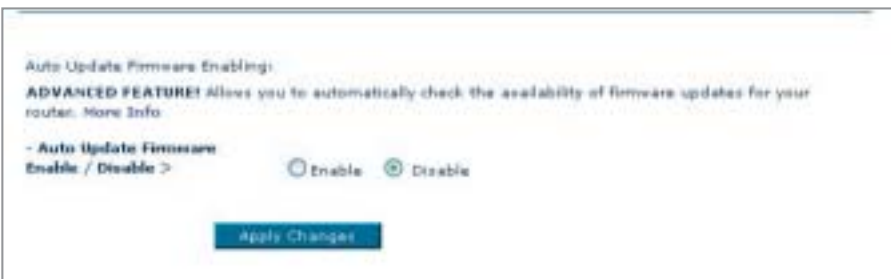 Auto Update Firmware Enabling:
ADVANCED FEATURE! Allows you to automatically check the availability of firmware updates for your
router. More Info
- Auto Update Firmware
Enable / Disable > Enable Disable
Apply Changes